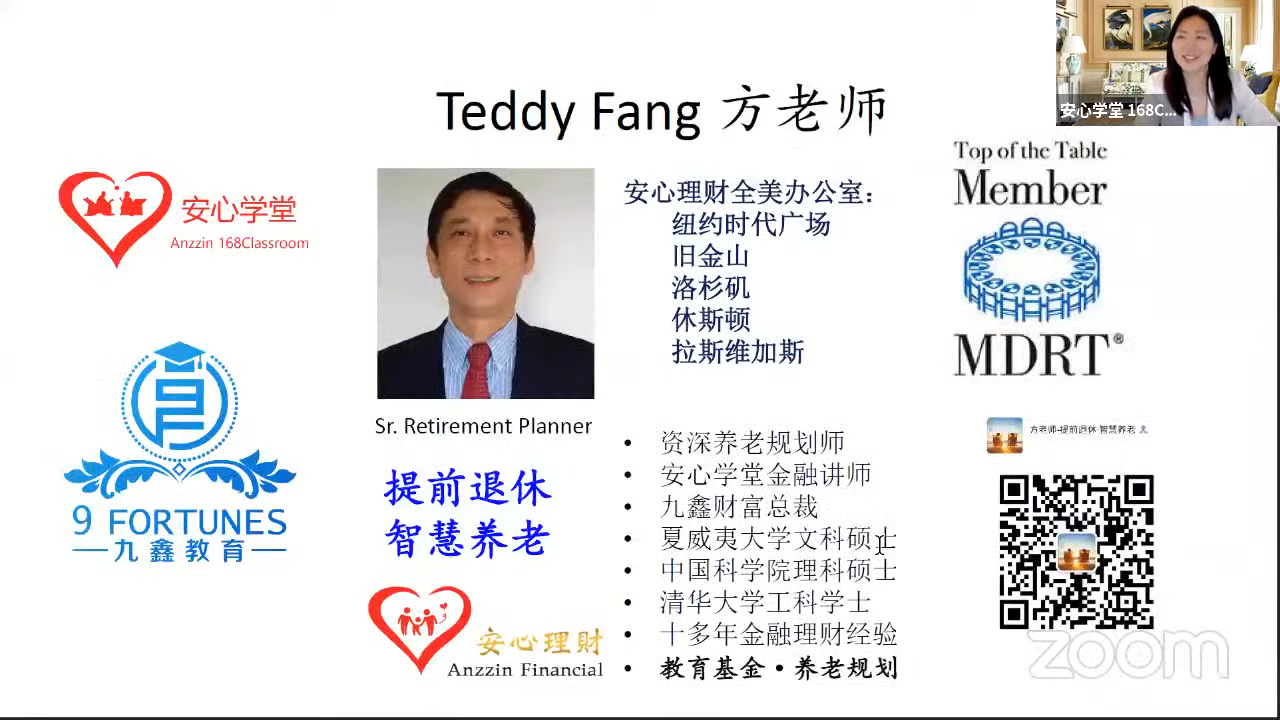 Teddy Fang 方老师
安心学堂 168C...
安心学堂
Anzzin 168Classroom
安心理财全美办公室：
纽约时代广场
旧金山
洛杉矶
休斯顿
拉斯维加斯
Top of the Table
Member
MDRT®
9 FORTUNES
九鑫教育
Sr. Retirement Planner
提前退休
智慧养老
安心理财
Anzzin Financial
• 资深养老规划师
• 安心学堂金融讲师
• 九鑫财富总裁
• 夏威夷大学文科硕士
• 中国科学院理科硕士
• 清华大学工科学士
• 十多年金融理财经验
• 教育基金·养老规划
方老师-提前退休·智慧养老
zoom